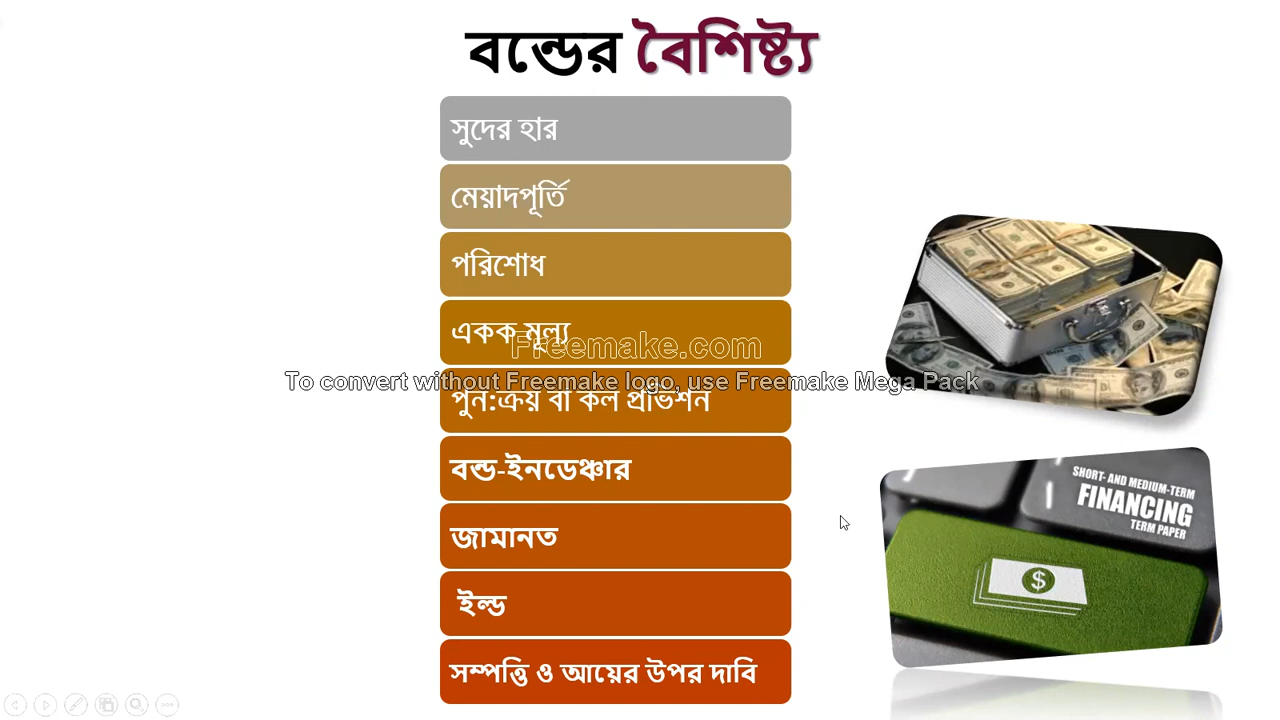 বন্ডের বৈশিষ্ট্য
সুদের হার
মেয়াদপূর্তি
পরিশোধ
একক মূল্য
Freemake.com
To convert without Freemake logo, use Freemake Mega Pack
পুন:ক্রয় বা কল প্রভিশন
বন্ড-ইনডেঞ্চার
জামানত
ইল্ড
সম্পত্তি ও আয়ের উপর দাবি
SHORT- AND MEDIUM-TERM
FINANCING
TERM PAPER